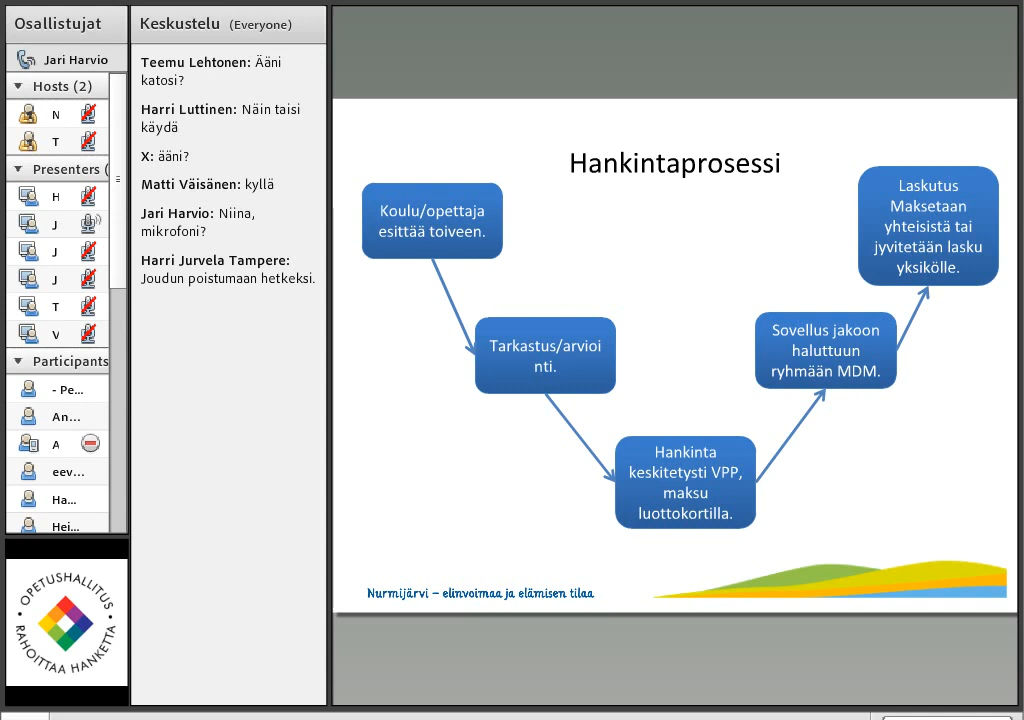 Osallistujat
Jari Harvio
Hosts (2)
N
T
Presenters (
H
J
J
J
T
V
Participants
- Pe...
An...
A
eev...
Ha...
Hei...
OPETUSHALLITUS
RAHOITTAA HANKETTA
Keskustelu (Everyone)
Teemu Lehtonen: Ääni
katosi?
Harri Luttinen: Näin taisi
käydä
X: ääni?
Matti Väisänen: kyllä
Jari Harvio: Niina,
mikrofoni?
Harri Jurvela Tampere:
Joudun poistumaan hetkeksi.
Hankintaprosessi
Koulu/opettaja
esittää toiveen.
Tarkastus/arvioi
nti.
Hankinta
keskitetysti VPP,
maksu
luottokortilla.
Sovellus jakoon
haluttuun
ryhmään MDM.
Laskutus
Maksetaan
yhteisistä tai
jyvitetään lasku
yksikölle.
Nurmijärvi – elinvoimaa ja elämisen tilaa